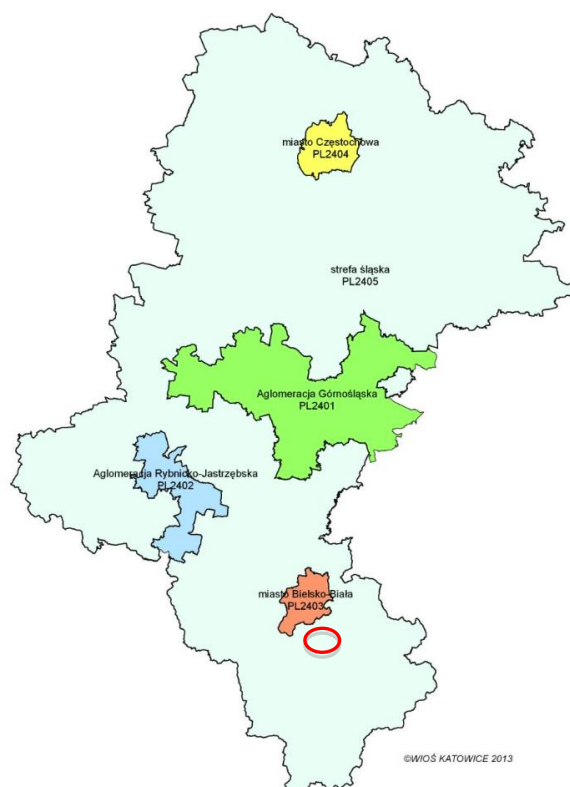 miasto Częstochowa
PL2404
strefa śląska
PL2405
Aglomeracja Górnośląska
PL2401
Aglomeracja Rybnicko-Jastrzębska
PL2402
miasto Bielsko-Biała
PL2403
©WIOŚ KATOWICE 2013